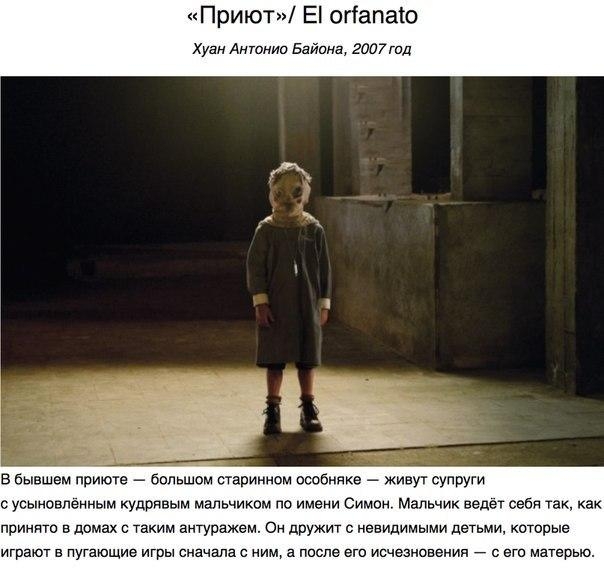 «Приют»/ El orfanato
Хуан Антонио Байона, 2007 год
В бывшем приюте — большом старинном особняке — живут супруги
с усыновлённым кудрявым мальчиком по имени Симон. Мальчик ведёт себя так, как
принято в домах с таким антуражем. Он дружит с невидимыми детьми, которые
играют в пугающие игры сначала с ним, а после его исчезновения — с его матерью.